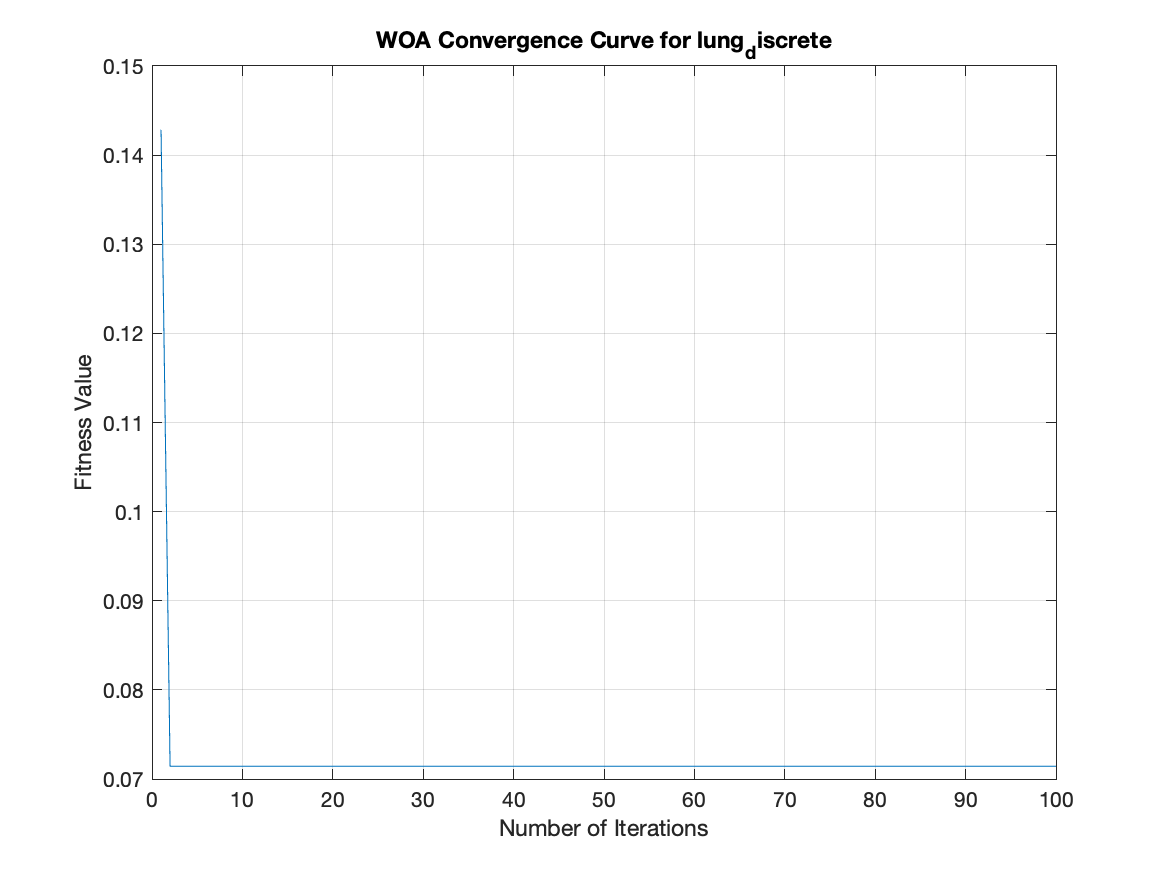 WOA Convergence Curve for lung_discrete
0.15
0.14
0.13
0.12
0.11
0.1
0.09
0.08
0.07
Fitness Value
0 10 20 30 40 50 60 70 80 90 100
Number of Iterations